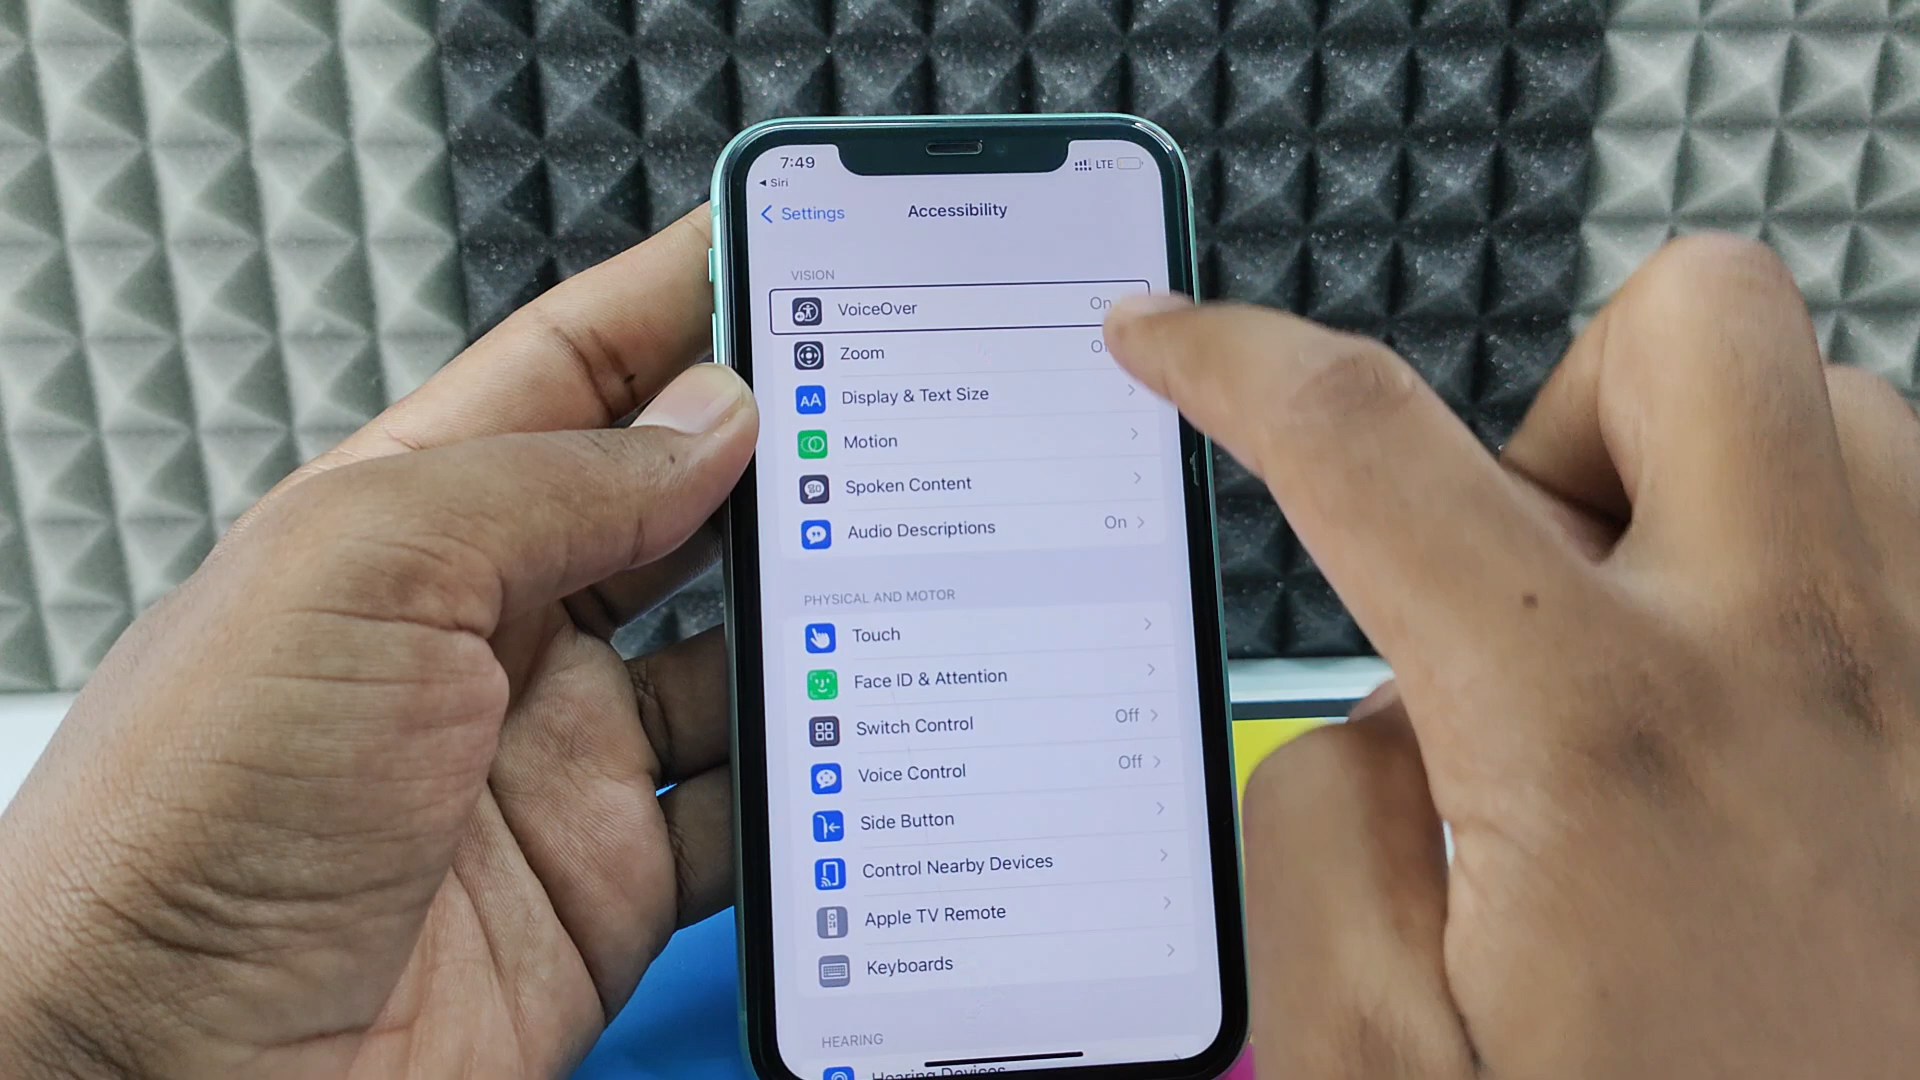 7:49
LTE
◄ Siri
Settings
Accessibility
VISION
VoiceOver On
Zoom
Display & Text Size
Motion
Spoken Content
Audio Descriptions On
PHYSICAL AND MOTOR
Touch
Face ID & Attention
Switch Control Off
Voice Control Off
Side Button
Control Nearby Devices
Apple TV Remote
Keyboards
HEARING
Hearing Devices